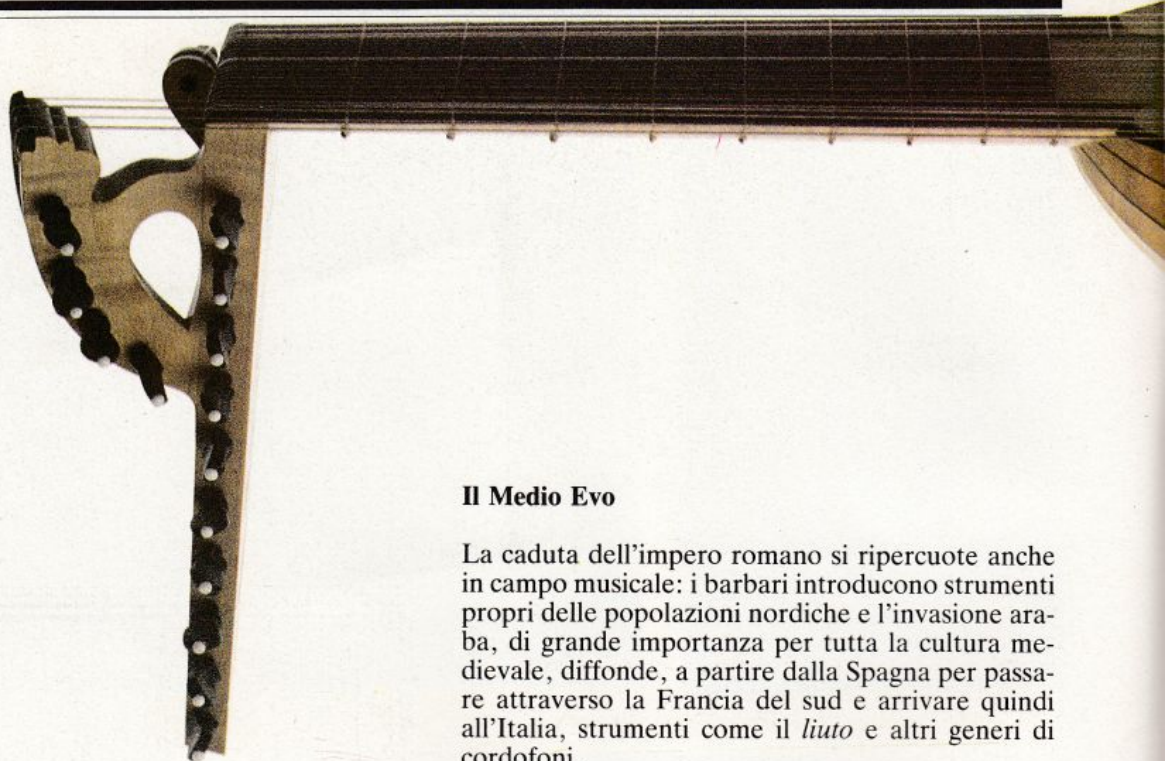 Il Medio Evo
La caduta dell'impero romano si ripercuote anche
in campo musicale: i barbari introducono strumenti
propri delle popolazioni nordiche e l'invasione ara-
ba, di grande importanza per tutta la cultura me-
dievale, diffonde, a partire dalla Spagna per passa-
re attraverso la Francia del sud e arrivare quindi
all'Italia, strumenti come il liuto e altri generi di
cordofoni.